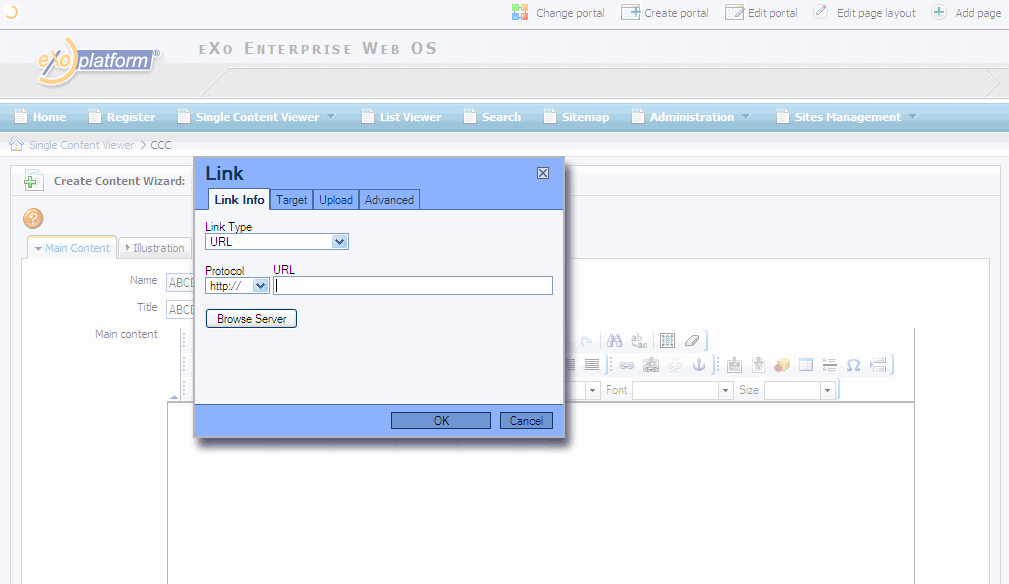 Change portal Create portal Edit portal Edit page layout Add page
eXo platform®
eXo Enterprise Web OS
Home Register Single Content Viewer List Viewer Search Sitemap Administration Sites Management
Single Content Viewer > CCC
Create Content Wizard:
Link
Link Info Target Upload Advanced
Link Type
URL
Protocol URL
http://
Browse Server
OK Cancel
? 
Main Content Illustration
Name ABCD
Title ABCD
Main content
ab ac
Font Size